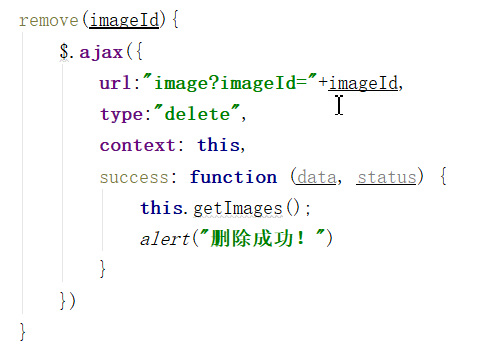 remove(imageId){
$.ajax({
url:"image?imageId="+imageId,
type:"delete",
context: this,
success: function (data, status) {
this.getImages();
alert("删除成功！")
}
})
}